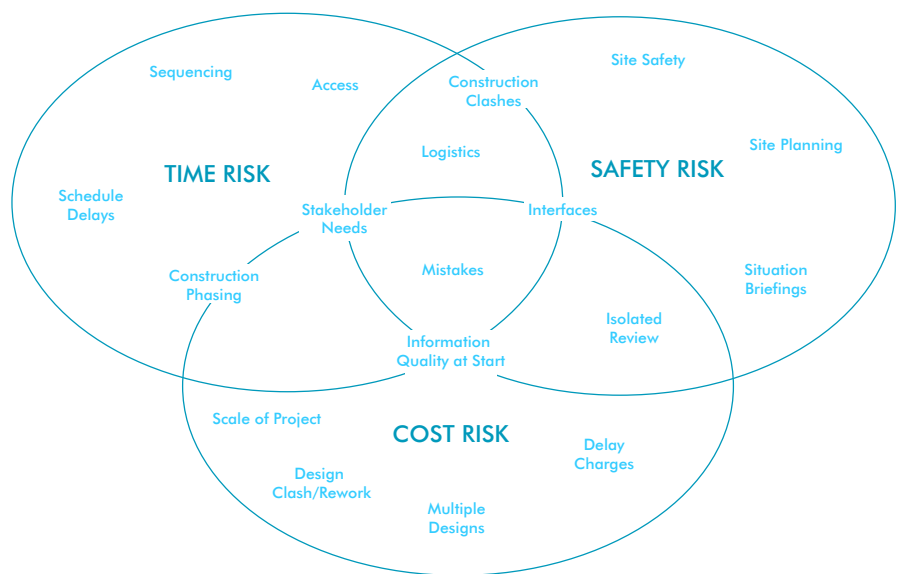 Sequencing
Access
Construction
Clashes
Site Safety
Logistics
Site Planning
TIME RISK
SAFETY RISK
Schedule
Delays
Stakeholder
Needs
Interfaces
Construction
Phasing
Mistakes
Situation
Briefings
Isolated
Review
Information
Quality at Start
Scale of Project
COST RISK
Delay
Charges
Design
Clash/Rework
Multiple
Designs